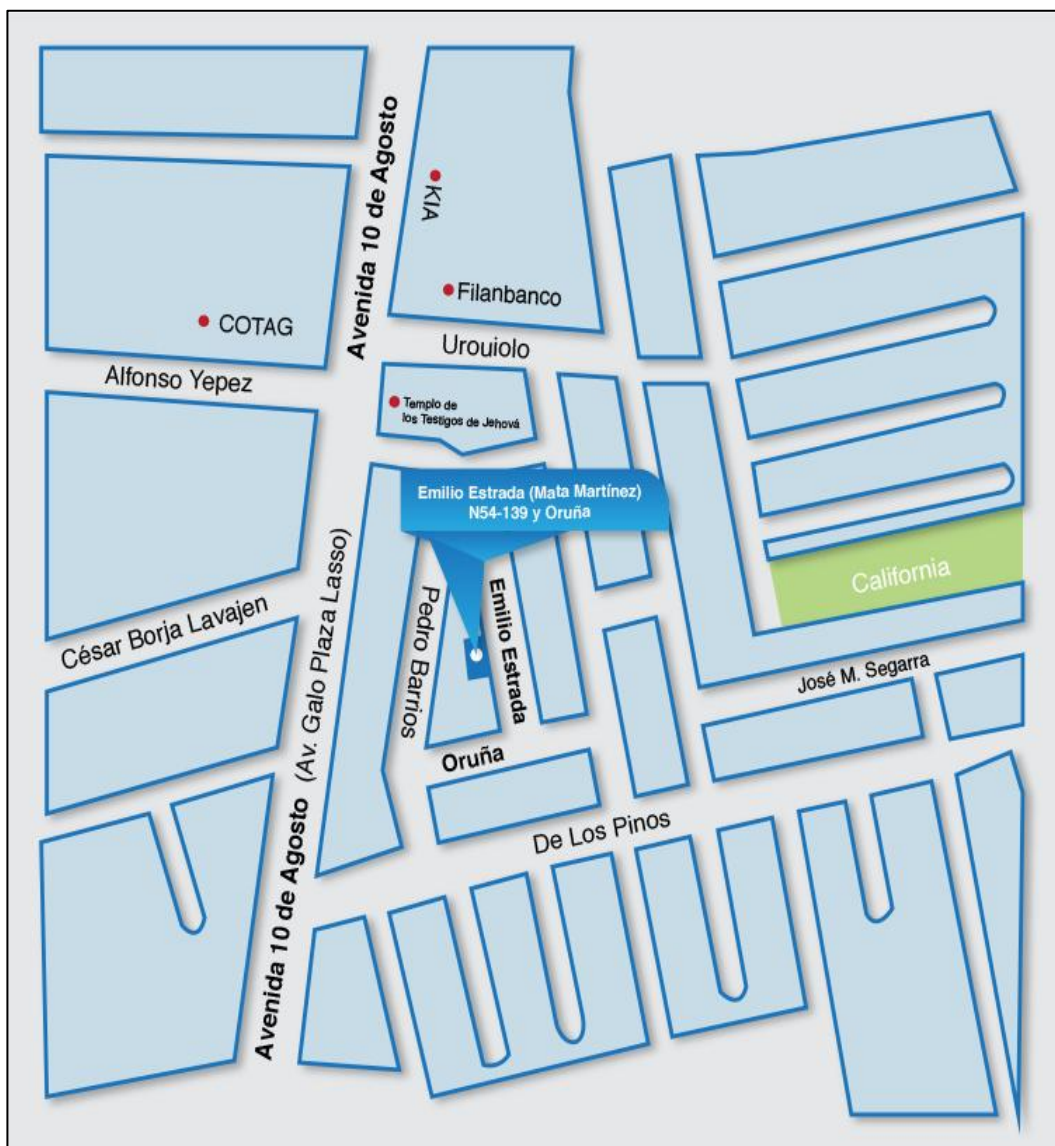 Avenida 10 de Agosto
KIA
Filanbanco
COTAG
Urouiolo
Alfonso Yepez
Templo de
los Testigos de Jehová
Emilio Estrada (Mata Martínez)
N54-139 y Oruña
California
César Borja Lavajen
Pedro Barrios
Emilio Estrada
José M. Segarra
Oruña
De Los Pinos
Avenida 10 de Agosto (Av. Galo Plaza Lasso)